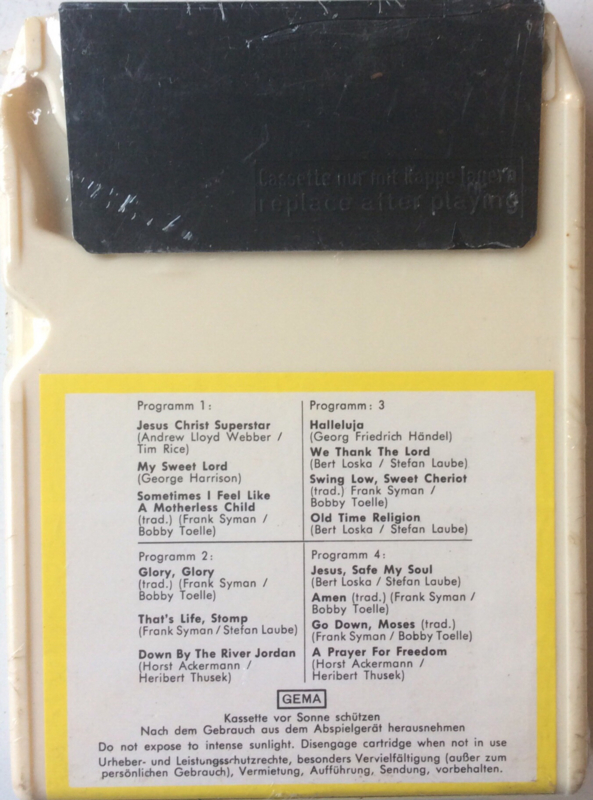 Cassette nur mit Kappe lagern
replace after playing
Programm 1:
Jesus Christ Superstar
(Andrew Lloyd Webber /
Tim Rice)
My Sweet Lord
(George Harrison)
Sometimes I Feel Like
A Motherless Child
(trad.) (Frank Syman /
Bobby Toelle)
Programm 2:
Glory, Glory
(trad.) (Frank Syman /
Bobby Toelle)
That's Life, Stomp
(Frank Syman / Stefan Laube)
Down By The River Jordan
(Horst Ackermann /
Heribert Thusek)
Programm: 3
Halleluja
(Georg Friedrich Händel)
We Thank The Lord
(Bert Loska / Stefan Laube)
Swing Low, Sweet Cheriot
(trad.) Frank Syman /
Bobby Toelle)
Old Time Religion
(Bert Loska / Stefan Laube)
Programm 4:
Jesus, Safe My Soul
(Bert Loska / Stefan Laube)
Amen (trad.) (Frank Syman /
Bobby Toelle)
Go Down, Moses (trad.)
(Frank Syman / Bobby Toelle)
A Prayer For Freedom
(Horst Ackermann /
Heribert Thusek)
GEMA
Kassette vor Sonne schützen
Nach dem Gebrauch aus dem Abspielgerät herausnehmen
Do not expose to intense sunlight. Disengage cartridge when not in use
Urheber- und Leistungsschutzrechte, besonders Vervielfältigung (außer zum
persönlichen Gebrauch), Vermietung, Aufführung, Sendung, vorbehalten.